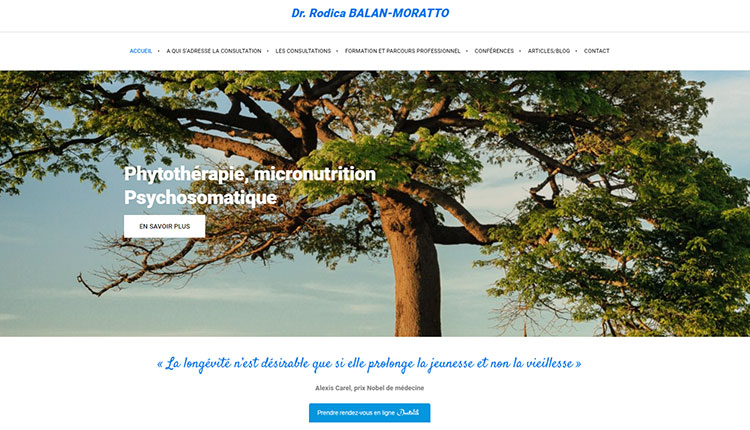 Dr. Rodica BALAN-MORATTO
ACCUEIL • A QUI S'ADRESSE LA CONSULTATION • LES CONSULTATIONS • FORMATION ET PARCOURS PROFESSIONNEL • CONFÉRENCES • ARTICLES/BLOG • CONTACT
Phytothérapie, micronutrition
Psychosomatique
EN SAVOIR PLUS
« La longévité n'est désirable que si elle prolonge la jeunesse et non la vieillesse »
Alexis Carel, prix Nobel de médecine
Prendre rendez-vous en ligne Doctolib